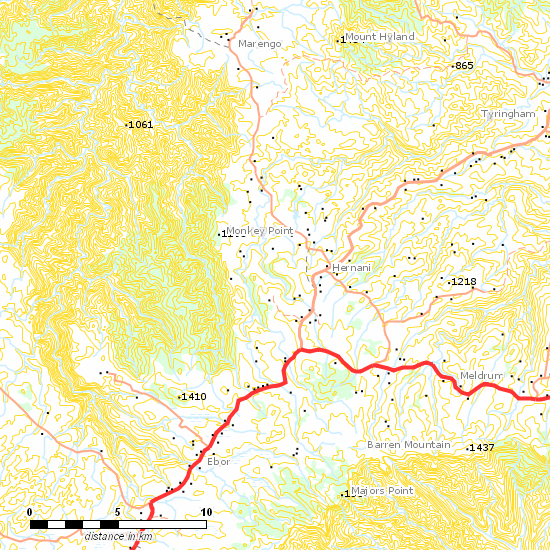 Marengo
Mount Hyland
865
Tyringham
1061
Monkey Point
Hernani
1218
Meldrum
1410
Barren Mountain
1437
Ebor
Majors Point
0 5 10
distance in km